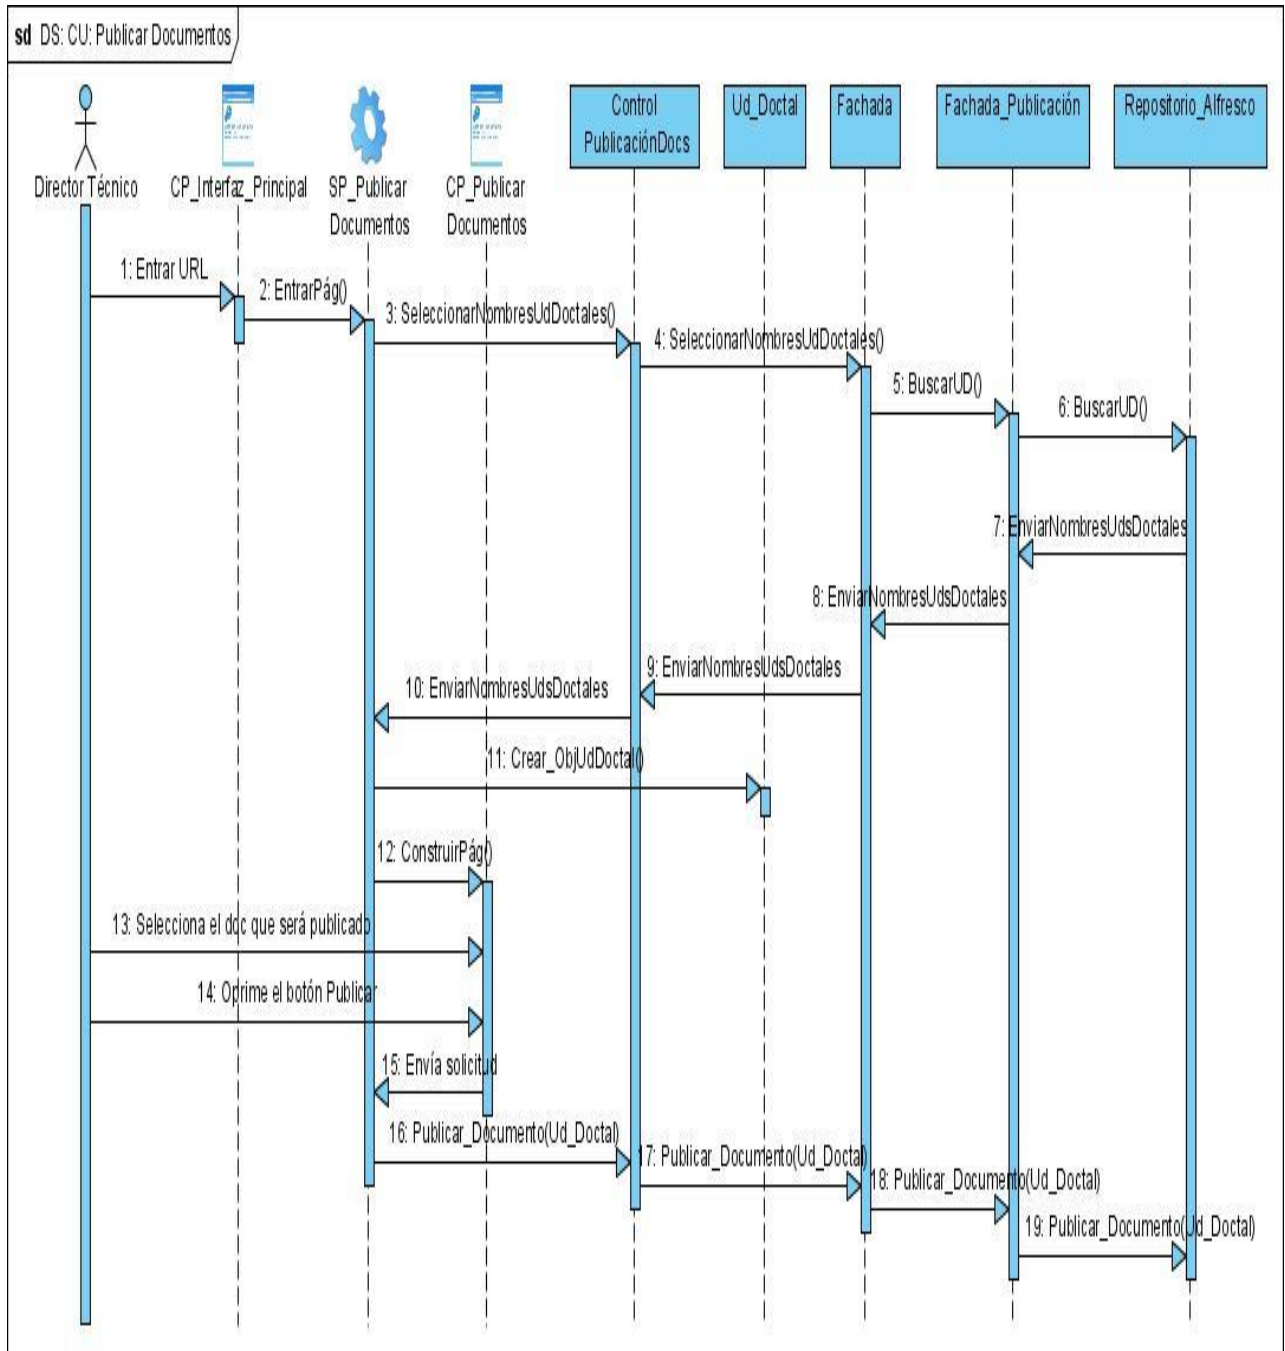 sd DS: CU: Publicar Documentos
Director Técnico
CP_Interfaz_Principal
SP_Publicar
Documentos
CP_Publicar
Documentos
Control
PublicaciónDocs
Ud_Doctal
Fachada
Fachada_Publicación
Repositorio_Alfresco
1: Entrar URL
2: EntrarPág()
3: SeleccionarNombresUdDoctales()
4: SeleccionarNombresUdDoctales()
5: BuscarUD()
6: BuscarUD()
7: EnviarNombresUdsDoctales
8: EnviarNombresUdsDoctales
9: EnviarNombresUdsDoctales
10: EnviarNombresUdsDoctales
11: Crear_ObjUdDoctal()
12: ConstruirPág()
13: Selecciona el doc que será publicado
14: Oprime el botón Publicar
15: Envía solicitud
16: Publicar_Documento(Ud_Doctal)
17: Publicar_Documento(Ud_Doctal)
18: Publicar_Documento(Ud_Doctal)
19: Publicar_Documento(Ud_Doctal)